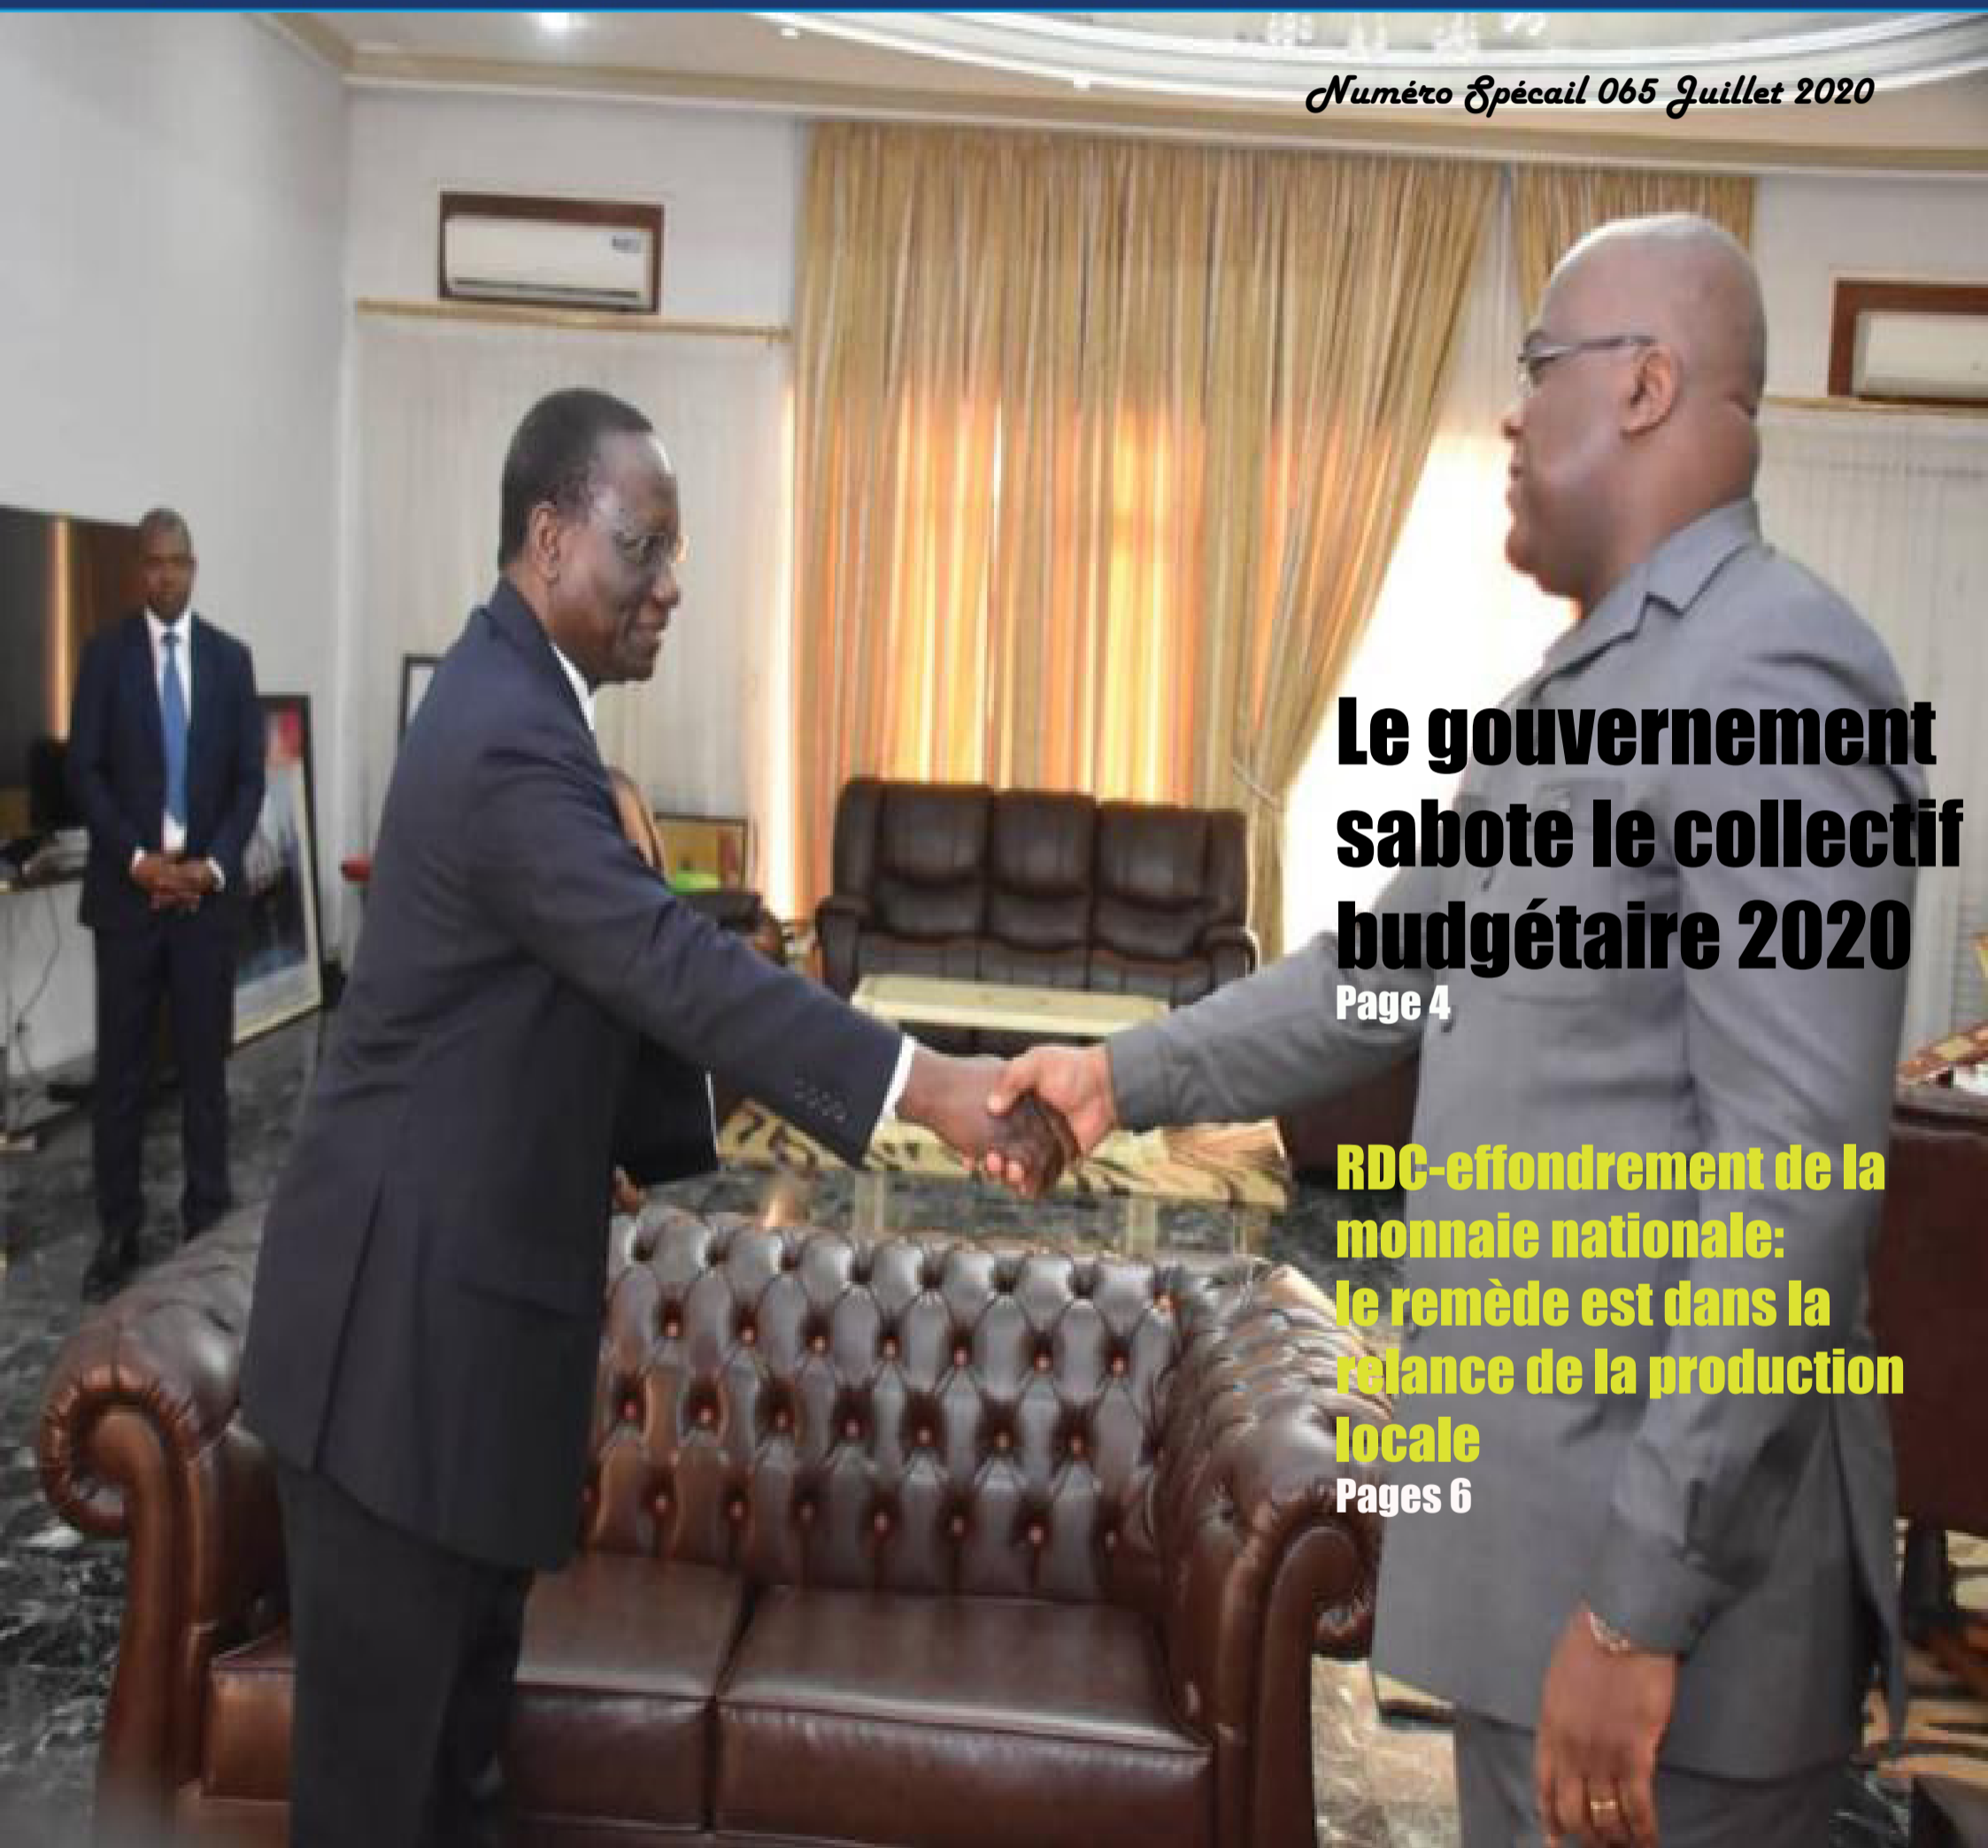 Numéro Spécail 065 Juillet 2020
Le gouvernement
sabote le collectif
budgétaire 2020
Page 4
RDC-effondrement de la
monnaie nationale:
le remède est dans la
relance de la production
locale
Pages 6